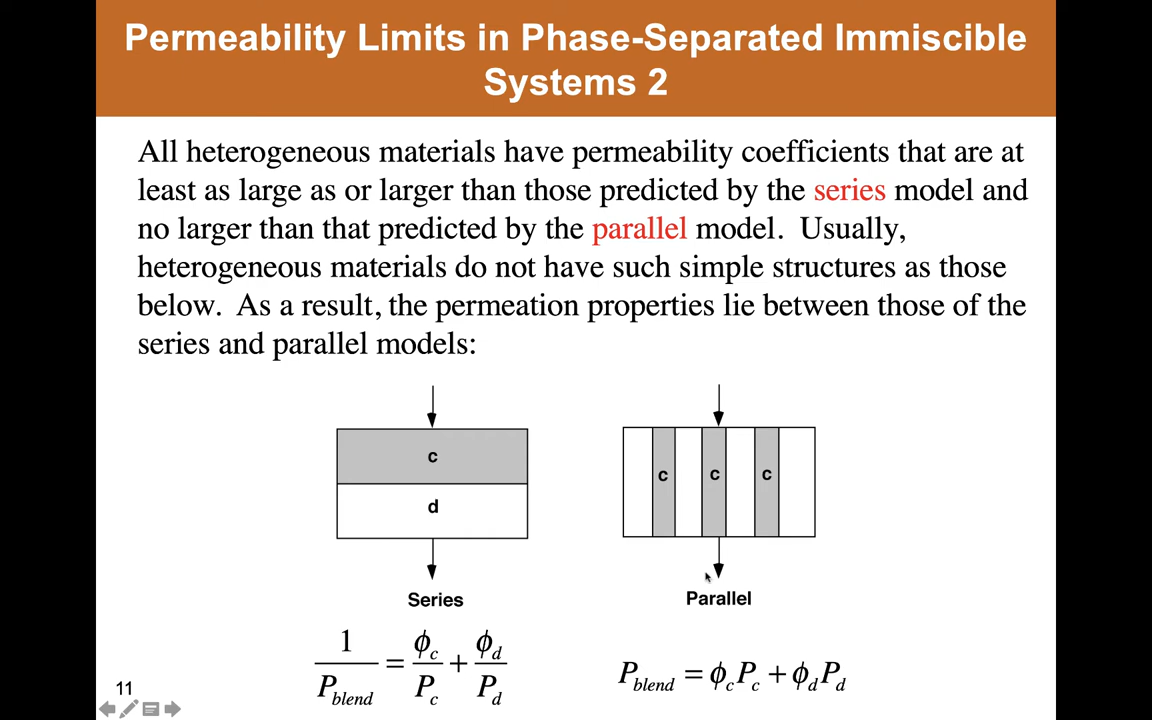 Permeability Limits in Phase-Separated Immiscible
Systems 2
All heterogeneous materials have permeability coefficients that are at
least as large as or larger than those predicted by the series model and
no larger than that predicted by the parallel model. Usually,
heterogeneous materials do not have such simple structures as those
below. As a result, the permeation properties lie between those of the
series and parallel models:
c
d
Series
1/P_blend = ϕ_c/P_c + ϕ_d/P_d
c c c
Parallel
P_blend = ϕ_c P_c + ϕ_d P_d
11